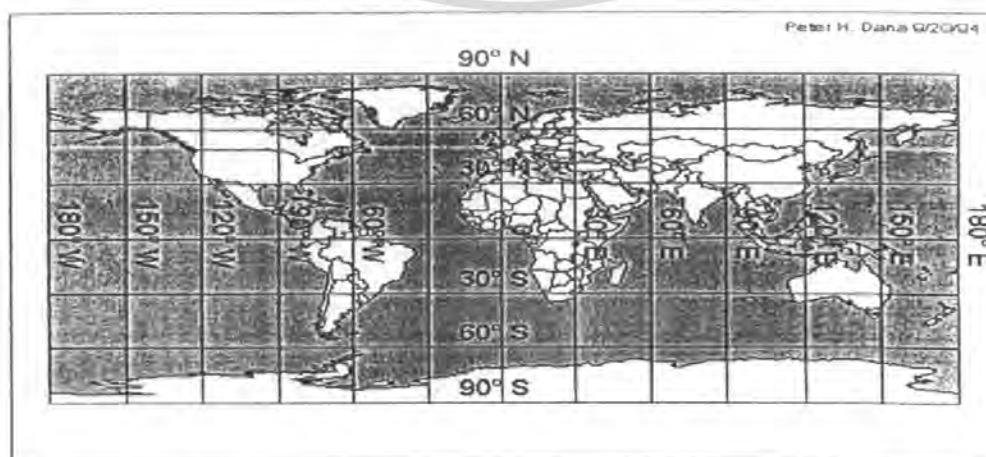 Peter H. Dana 9/20/94
90° N
60° N
30° N
180° W
150° W
120° W
60° W
60° E
120° E
150° E
180° E
30° S
60° S
90° S